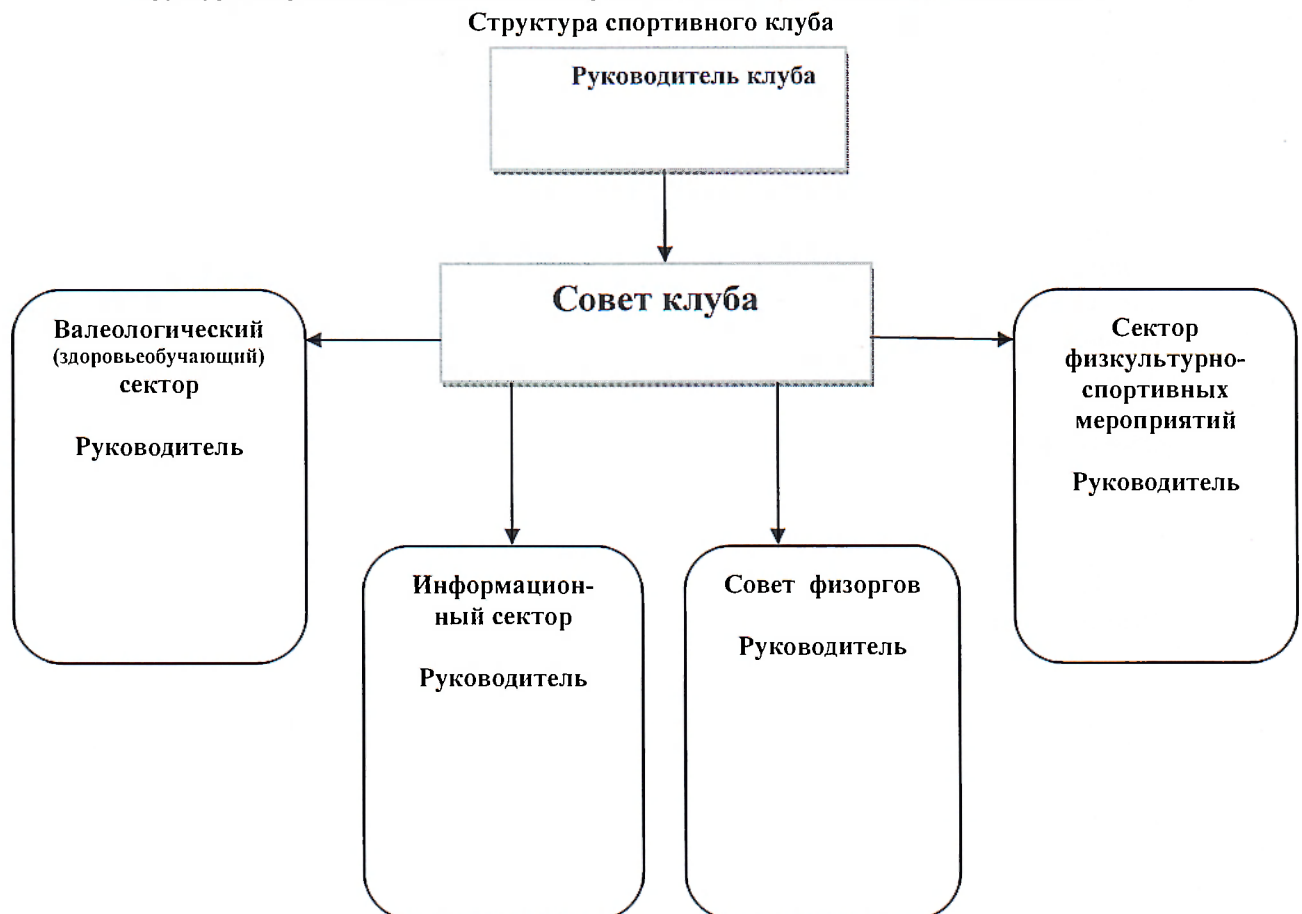 Структура спортивного клуба
Руководитель клуба
Совет клуба
Валеологический
(здоровьеобучающий)
сектор
Руководитель
Информацион-
ный сектор
Руководитель
Совет физоргов
Руководитель
Сектор
физкультурно-
спортивных
мероприятий
Руководитель